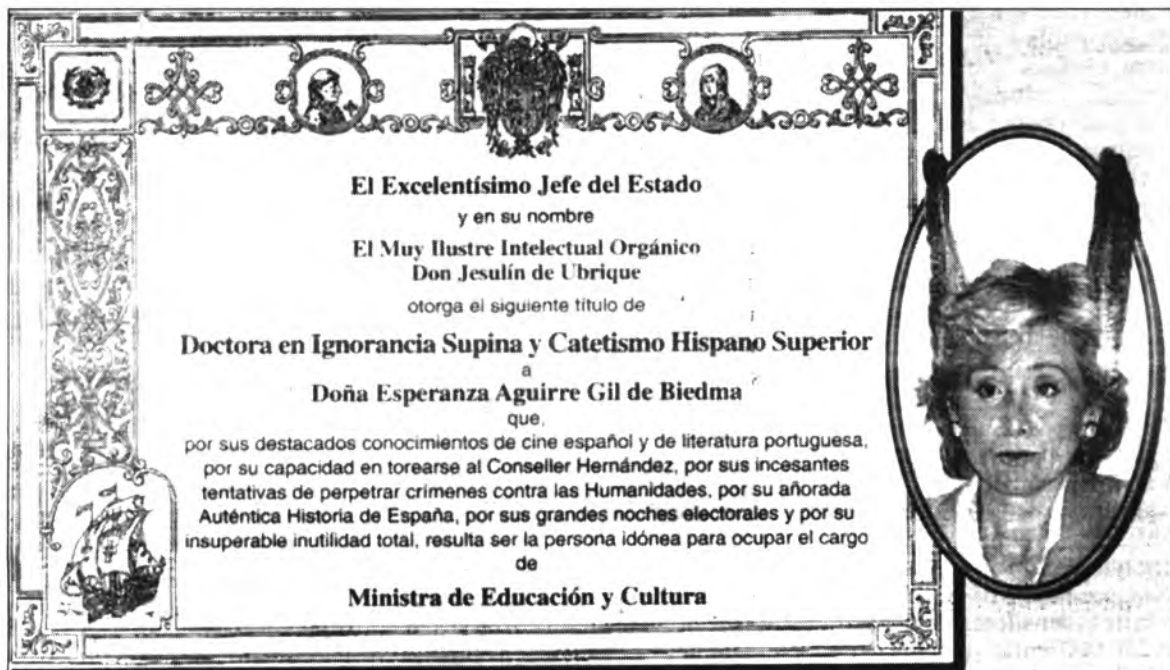 El Excelentísimo Jefe del Estado
y en su nombre
El Muy Ilustre Intelectual Orgánico
Don Jesulín de Ubrique
otorga el siguiente título de
Doctora en Ignorancia Supina y Catetismo Hispano Superior
a
Doña Esperanza Aguirre Gil de Biedma
que,
por sus destacados conocimientos de cine español y de literatura portuguesa,
por su capacidad en torearse al Conseller Hernández, por sus incesantes
tentativas de perpetrar crímenes contra las Humanidades, por su añorada
Auténtica Historia de España, por sus grandes noches electorales y por su
insuperable inutilidad total, resulta ser la persona idónea para ocupar el cargo
de
Ministra de Educación y Cultura